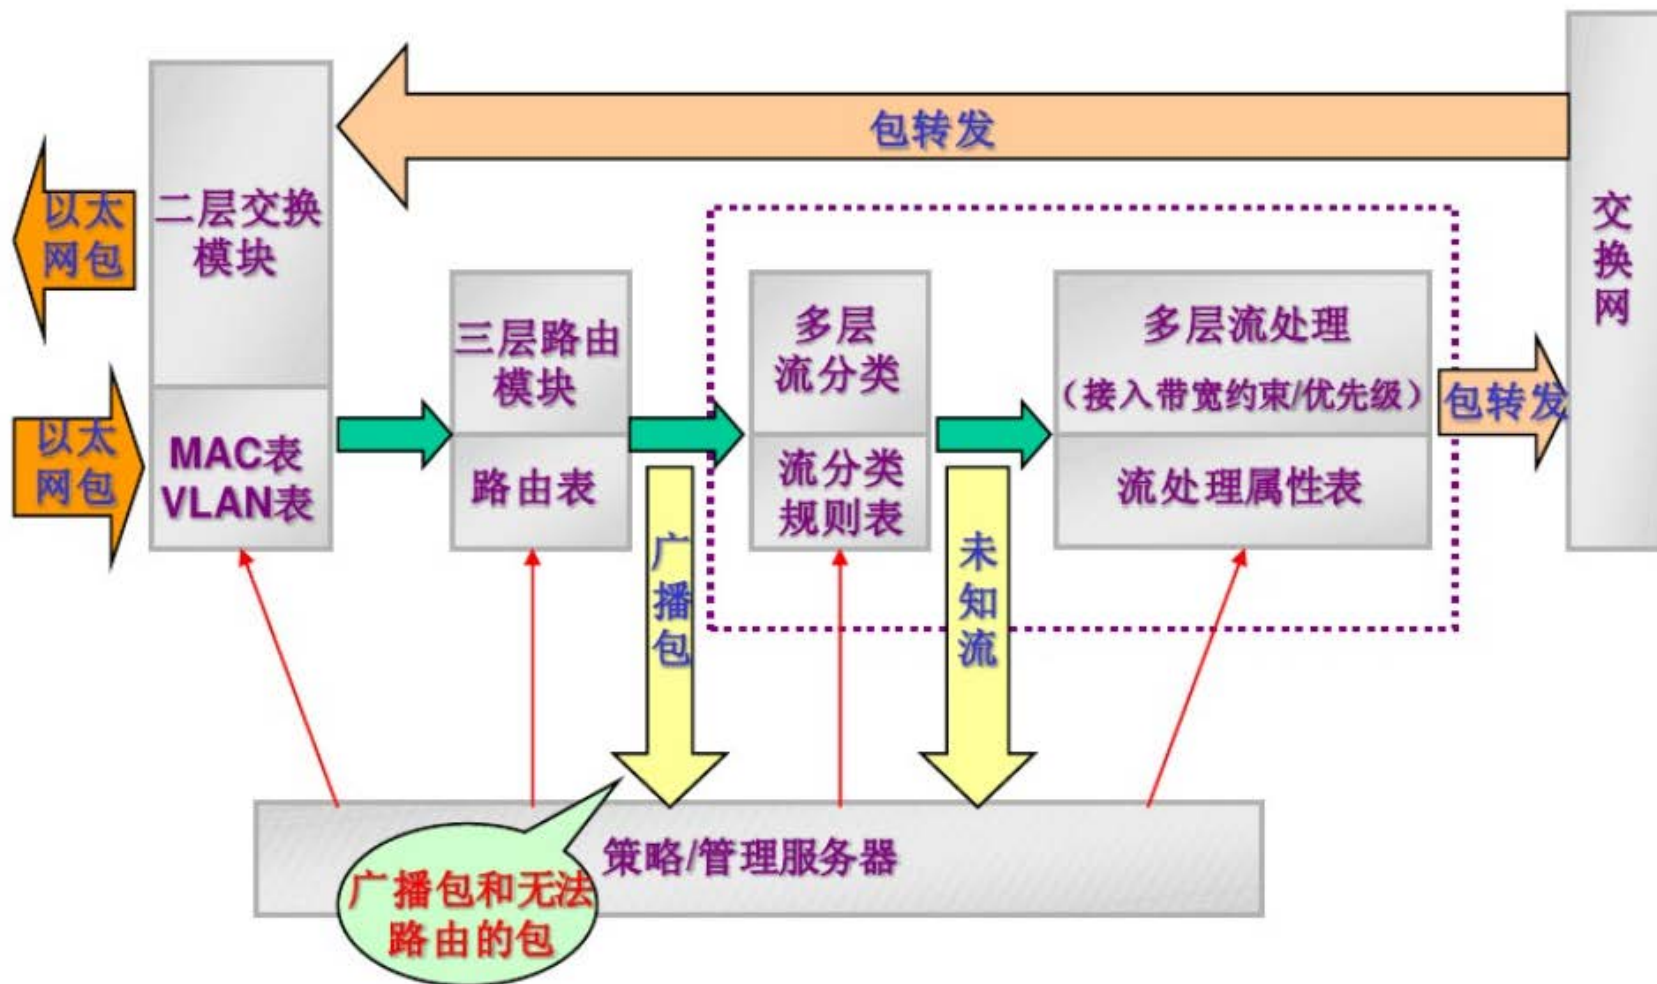 包转发
以太
网包
二层交换
模块
交
换
网
三层路由
模块
多层
流分类
多层流处理
（接入带宽约束/优先级）
包转发
以太
网包
MAC表
VLAN表
路由表
流分类
规则表
流处理属性表
广
播
包
未
知
流
策略/管理服务器
广播包和无法
路由的包